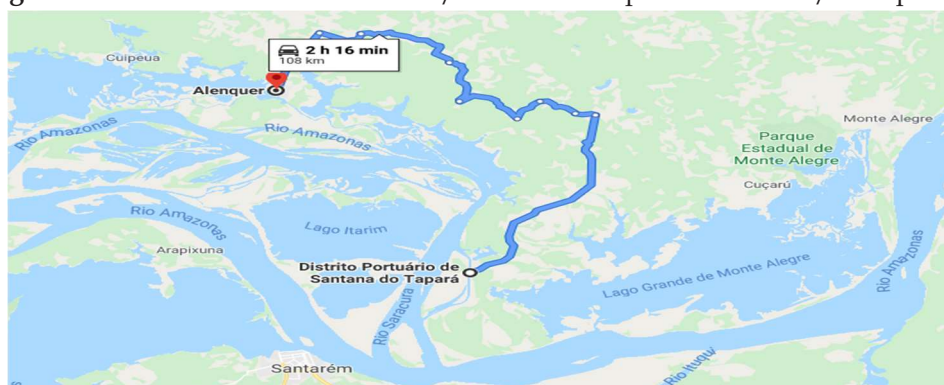 Cuipeua
2 h 16 min
108 km
Alenquer
Rio Amazonas
Rio Amazonas
Monte Alegre
Parque
Estadual de
Monte Alegre
Cuçarú
Rio Amazonas
Lago Itarim
Arapixuna
Distrito Portuário de
Santana do Tapará
Rio Saracura
Lago Grande de Monte Alegre
Rio Amazonas
Rio Ituqui
Santarém